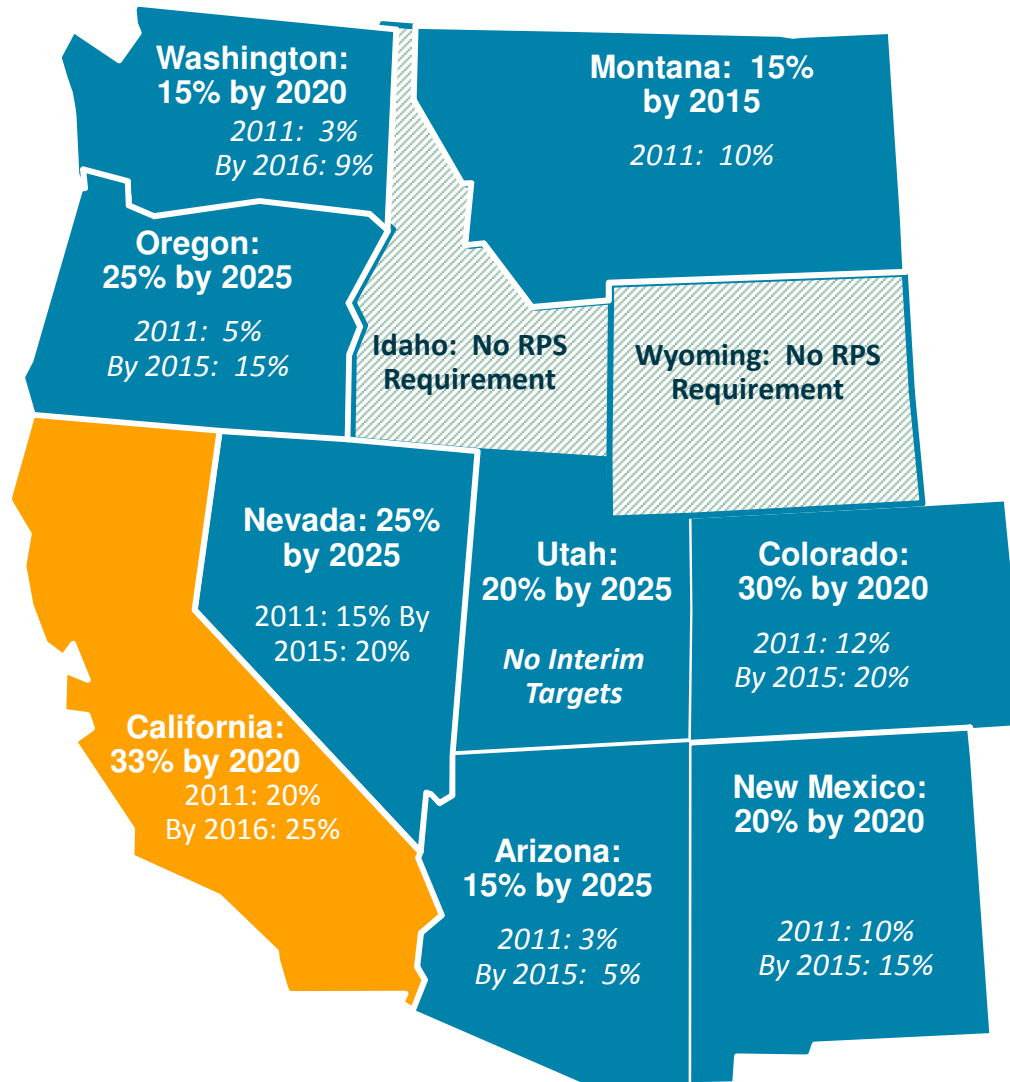 Washington:
15% by 2020
2011: 3%
By 2016: 9%
Montana: 15%
by 2015
2011: 10%
Oregon:
25% by 2025
2011: 5%
By 2015: 15%
Idaho: No RPS
Requirement
Wyoming: No RPS
Requirement
Nevada: 25%
by 2025
2011: 15% By
2015: 20%
Utah:
20% by 2025
No Interim
Targets
Colorado:
30% by 2020
2011: 12%
By 2015: 20%
California:
33% by 2020
2011: 20%
By 2016: 25%
Arizona:
15% by 2025
2011: 3%
By 2015: 5%
New Mexico:
20% by 2020
2011: 10%
By 2015: 15%